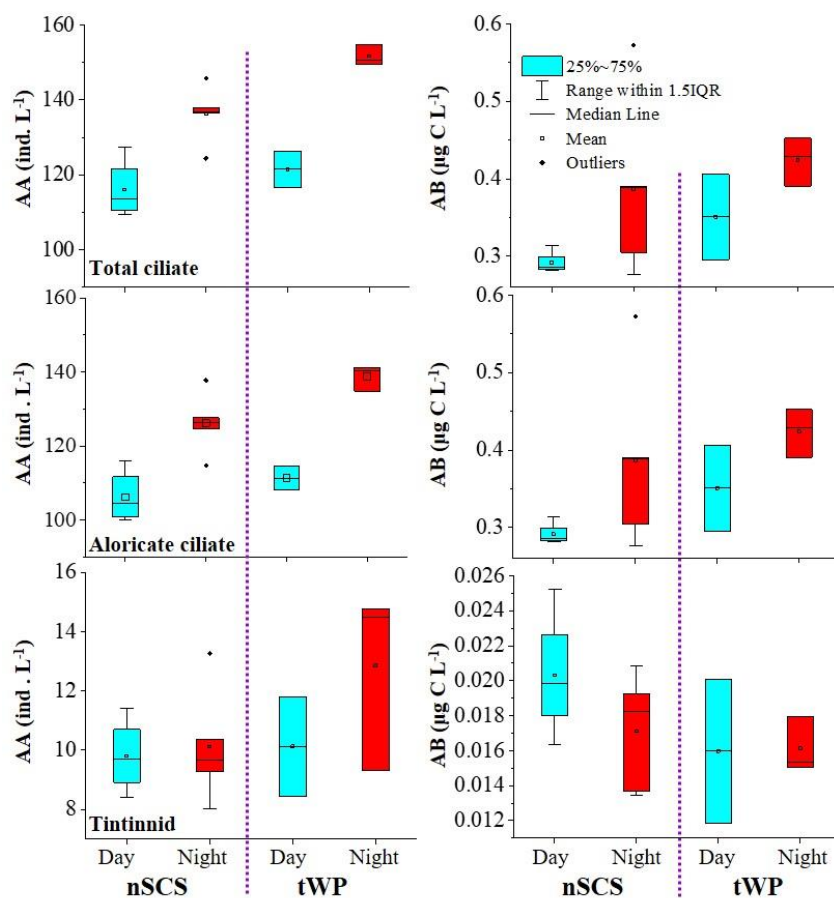 160
140
120
100
AA (ind. L-1)
Total ciliate
0.6
0.5
0.4
0.3
AB (μg C L-1)
25%~75%
Range within 1.5IQR
Median Line
Mean
Outliers
160
140
120
100
AA (ind . L-1)
Aloricate ciliate
0.6
0.5
0.4
0.3
AB (μg C L-1)
16
14
12
10
8
AA (ind . L-1)
Tintinnid
0.026
0.024
0.022
0.020
0.018
0.016
0.014
0.012
AB (μg C L-1)
Day Night Day Night
nSCS tWP
Day Night Day Night
nSCS tWP